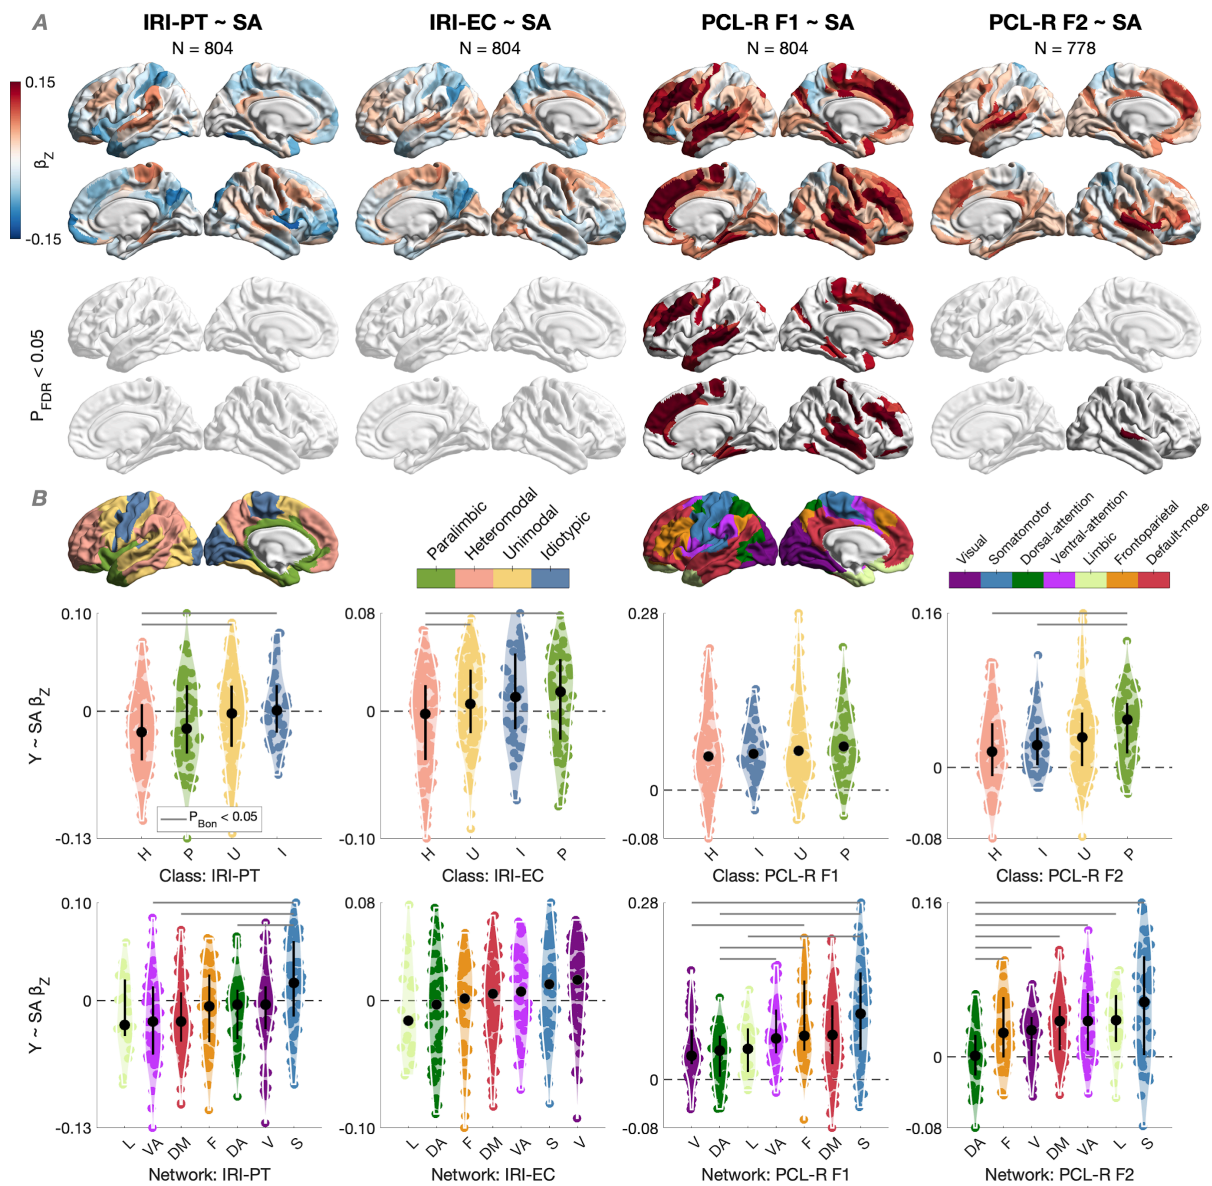 A
IRI-PT ~ SA
IRI-EC ~ SA
PCL-R F1 ~ SA
PCL-R F2 ~ SA
N = 804
N = 804
N = 804
N = 778
0.15
βZ
-0.15
PFDR < 0.05
B
Paralimbic
Heteromodal
Unimodal
Idiotypic
Visual
Somatomotor
Dorsal-attention
Ventral-attention
Limbic
Frontoparietal
Default-mode
Y ~ SA βZ
0.10
0
-0.13
PBon < 0.05
H P U I
Class: IRI-PT
0.08
0
-0.10
H U I P
Class: IRI-EC
0.28
0
-0.08
H I U P
Class: PCL-R F1
0.16
0
-0.08
H I U P
Class: PCL-R F2
Y ~ SA βZ
0.10
0
-0.13
L VA DM F DA V S
Network: IRI-PT
0.08
0
-0.10
L DA F DM VA S V
Network: IRI-EC
0.28
0
-0.08
V DA L VA F DM S
Network: PCL-R F1
0.16
0
-0.08
DA F V DM VA L S
Network: PCL-R F2